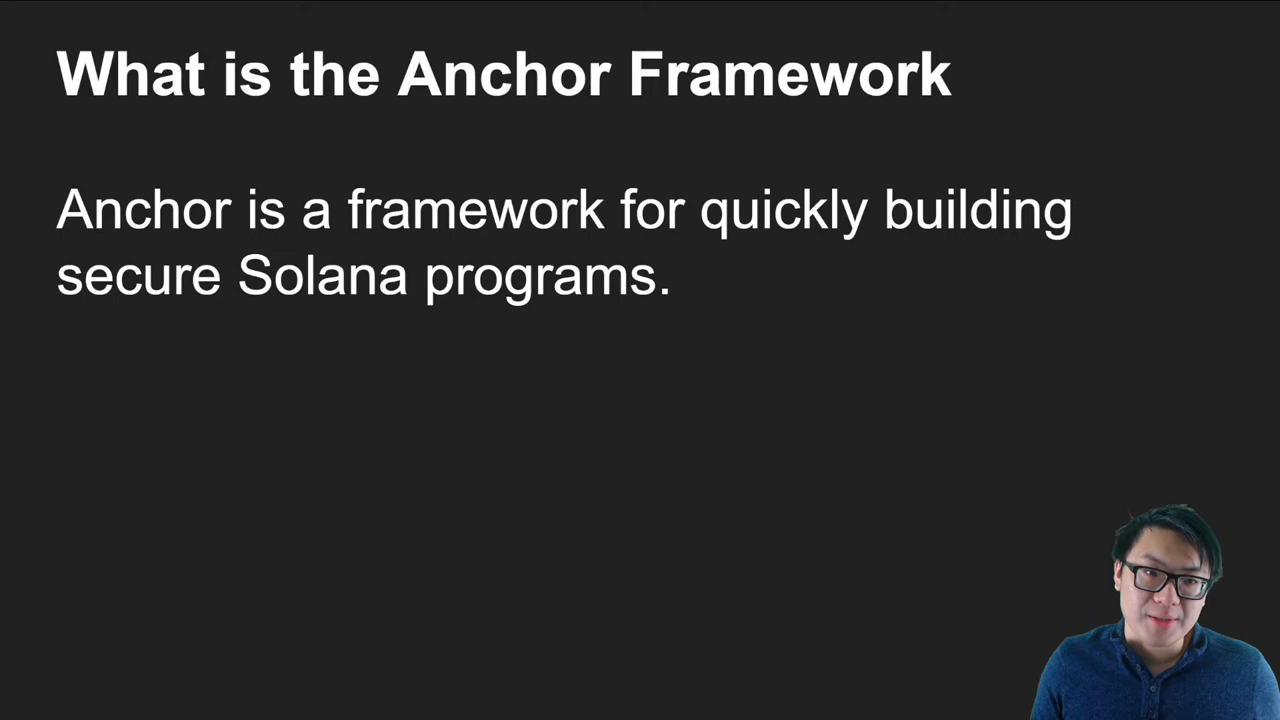 What is the Anchor Framework
Anchor is a framework for quickly building
secure Solana programs.